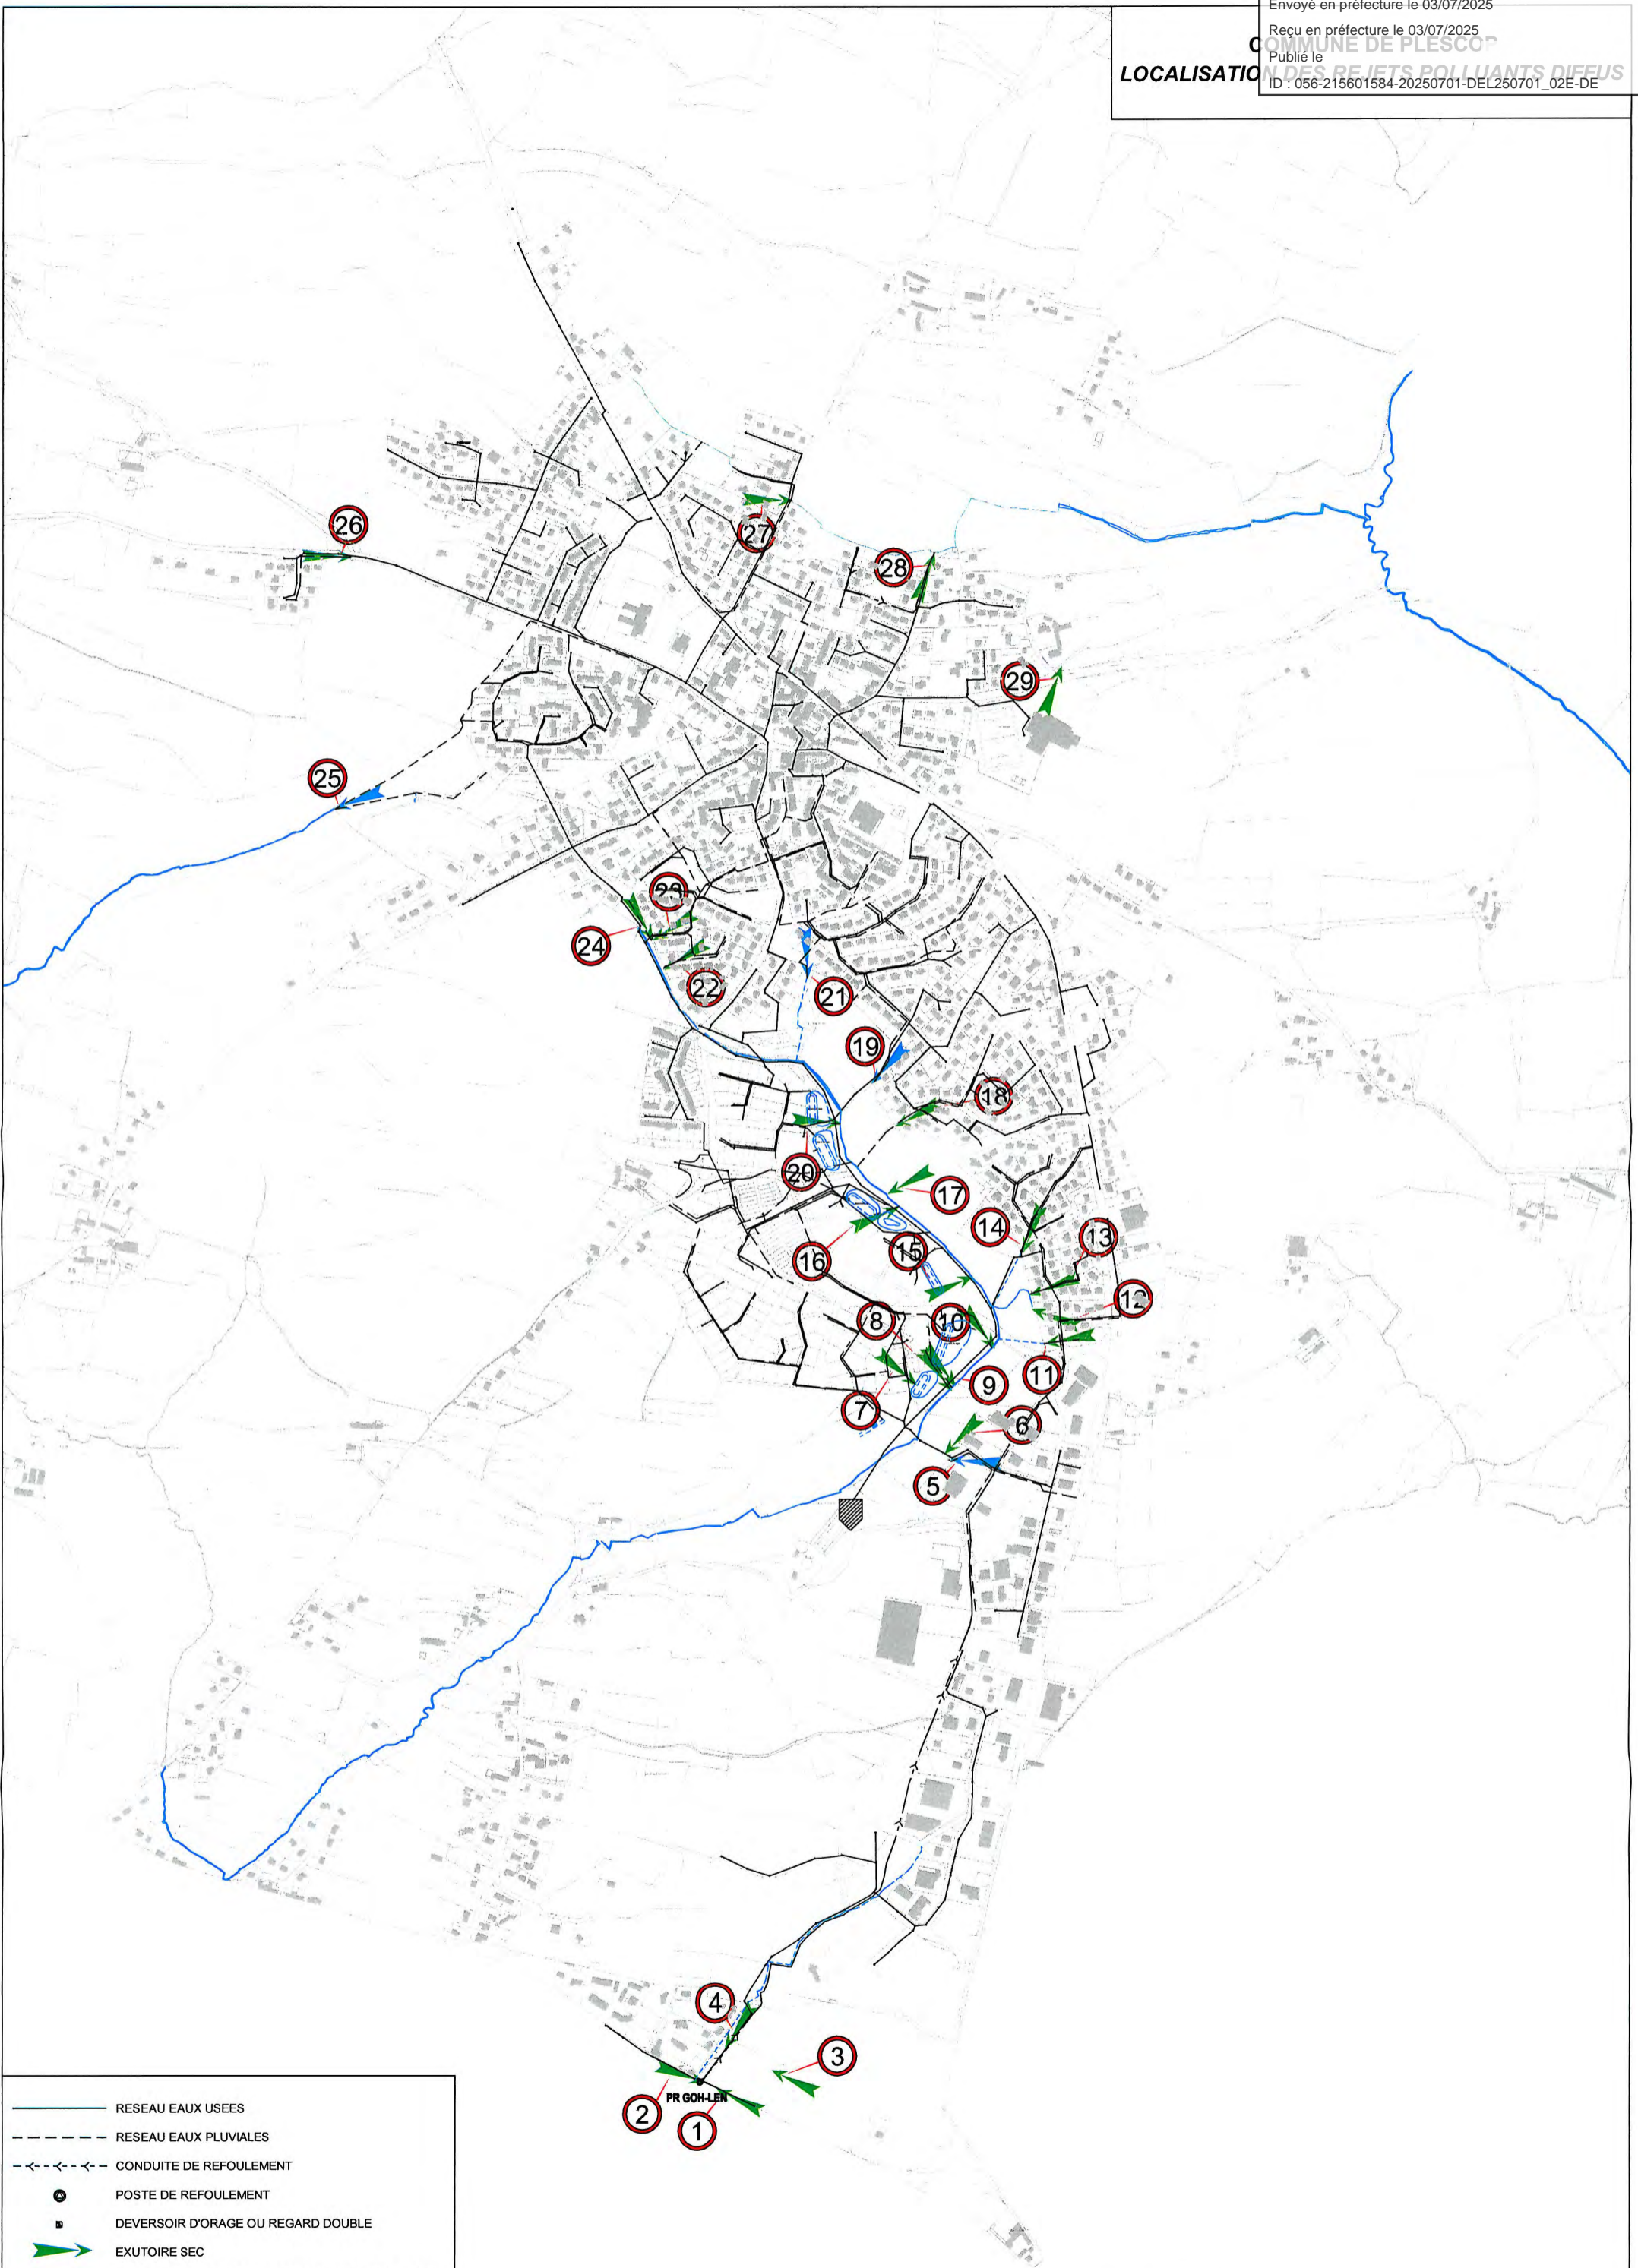 Envoyé en préfecture le 03/07/2025
Reçu en préfecture le 03/07/2025
COMMUNE DE PLESCOP
Publié le
LOCALISATION DES REJETS POLLUANTS DIFFUS
ID : 056-215601584-20250701-DEL250701_02E-DE
26
27
28
29
25
23
24
22
21
19
18
20
17
14
13
16
15
12
8
10
11
9
7
6
5
4
3
PR GOH-LEN
2
1
RESEAU EAUX USEES
RESEAU EAUX PLUVIALES
CONDUITE DE REFOULEMENT
POSTE DE REFOULEMENT
DEVERSOIR D'ORAGE OU REGARD DOUBLE
EXUTOIRE SEC